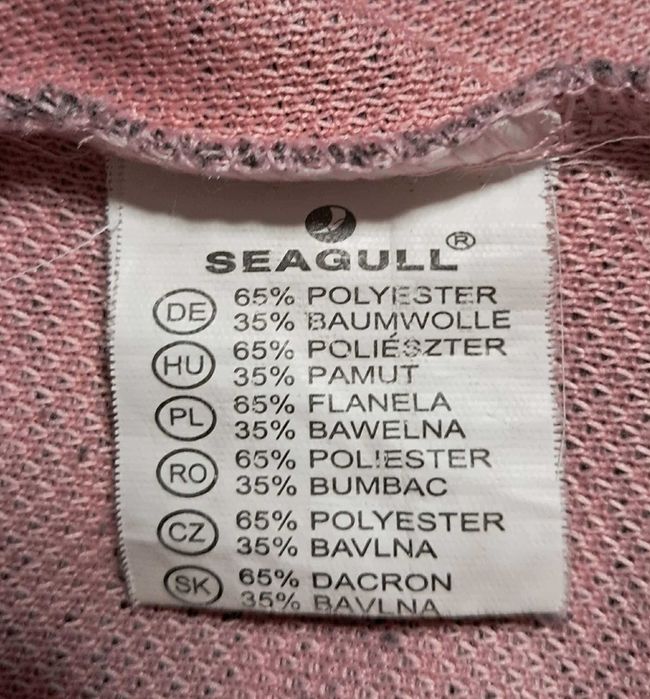 SEAGULL®
DE 65% POLYESTER
35% BAUMWOLLE
HU 65% POLIÉSZTER
35% PAMUT
PL 65% FLANELA
35% BAWELNA
RO 65% POLIESTER
35% BUMBAC
CZ 65% POLYESTER
35% BAVLNA
SK 65% DACRON
35% BAVLNA